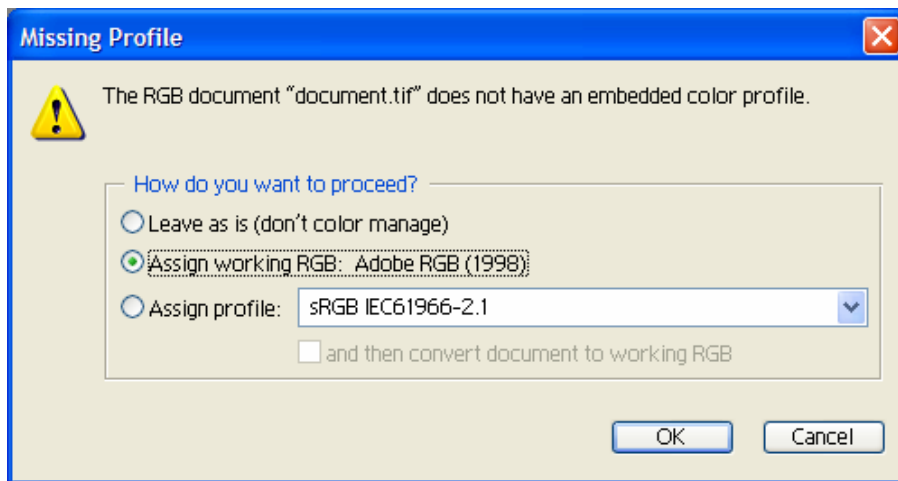 Missing Profile
The RGB document “document.tif” does not have an embedded color profile.
How do you want to proceed?
Leave as is (don't color manage)
Assign working RGB: Adobe RGB (1998)
Assign profile: sRGB IEC61966-2.1
and then convert document to working RGB
OK Cancel